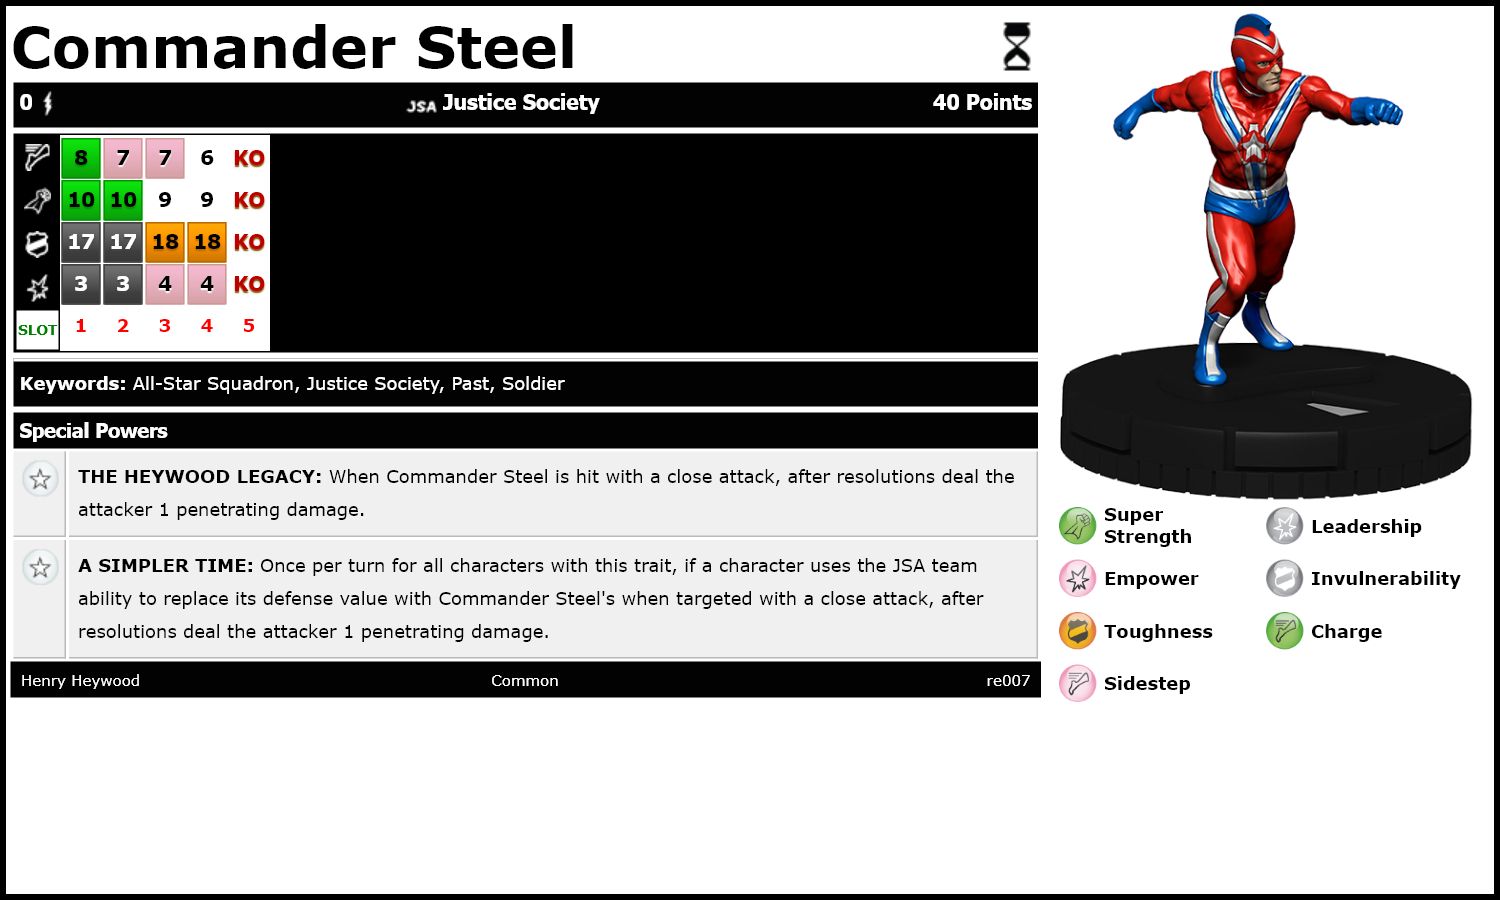 Commander Steel
0 JSA Justice Society 40 Points
8 7 7 6 KO
10 10 9 9 KO
17 17 18 18 KO
3 3 4 4 KO
SLOT 1 2 3 4 5
Keywords: All-Star Squadron, Justice Society, Past, Soldier
Special Powers
THE HEYWOOD LEGACY: When Commander Steel is hit with a close attack, after resolutions deal the
attacker 1 penetrating damage.
A SIMPLER TIME: Once per turn for all characters with this trait, if a character uses the JSA team
ability to replace its defense value with Commander Steel's when targeted with a close attack, after
resolutions deal the attacker 1 penetrating damage.
Henry Heywood Common re007
Super
Strength
Leadership
Empower
Invulnerability
Toughness
Charge
Sidestep